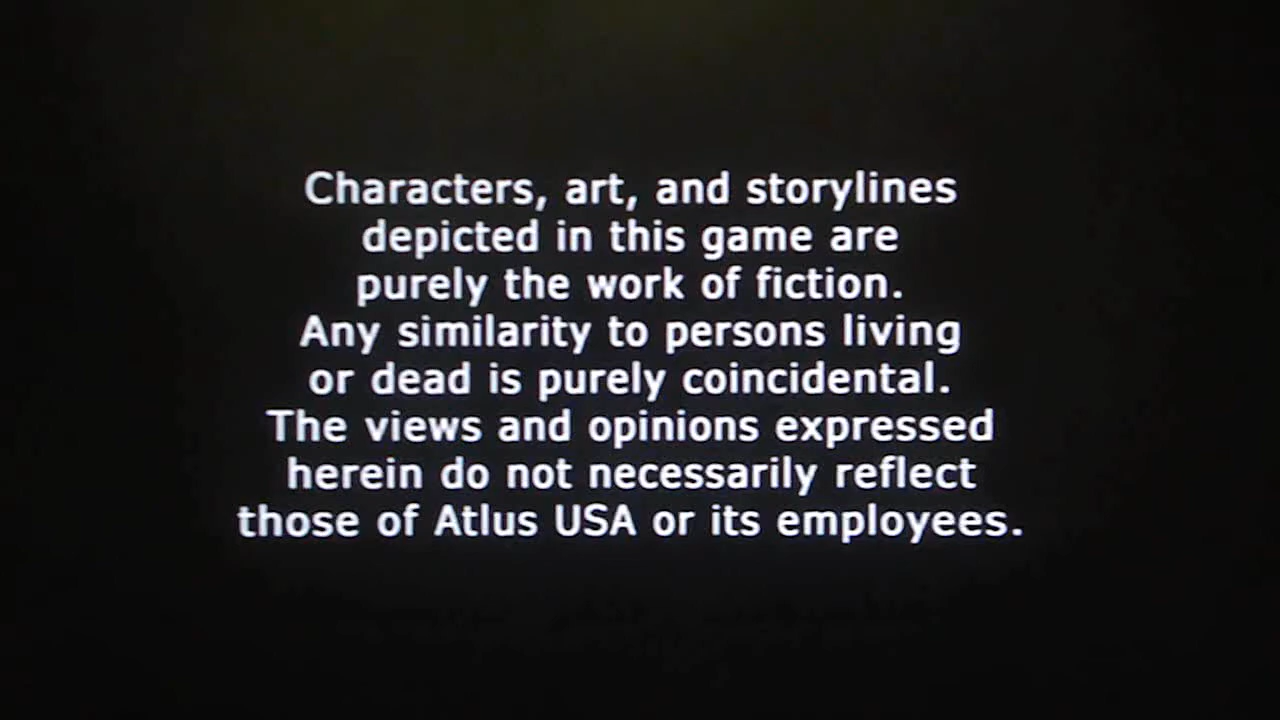 Characters, art, and storylines
depicted in this game are
purely the work of fiction.
Any similarity to persons living
or dead is purely coincidental.
The views and opinions expressed
herein do not necessarily reflect
those of Atlus USA or its employees.